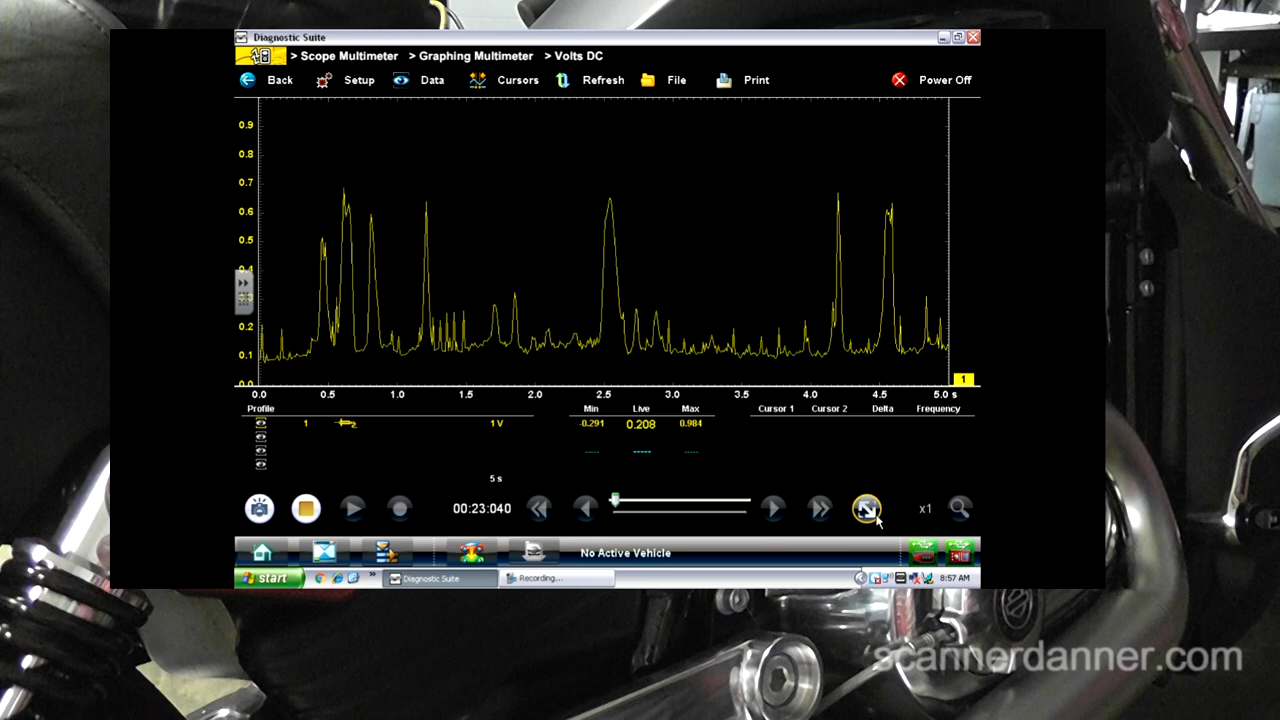 Diagnostic Suite
> Scope Multimeter > Graphing Multimeter > Volts DC
Back Setup Data Cursors Refresh File Print Power Off
0.9
0.8
0.7
0.6
0.5
0.4
0.2
0.1
0.0
1
0.0 0.5 1.0 1.5 2.0 2.5 3.0 3.5 4.0 4.5 5.0 s
Profile Min Live Max Cursor 1 Cursor 2 Delta Frequency
1 1 V -0.291 0.208 0.984
5 s
00:23:040 x1
No Active Vehicle
start Diagnostic Suite Recording... 8:57 AM
scannerdanner.com